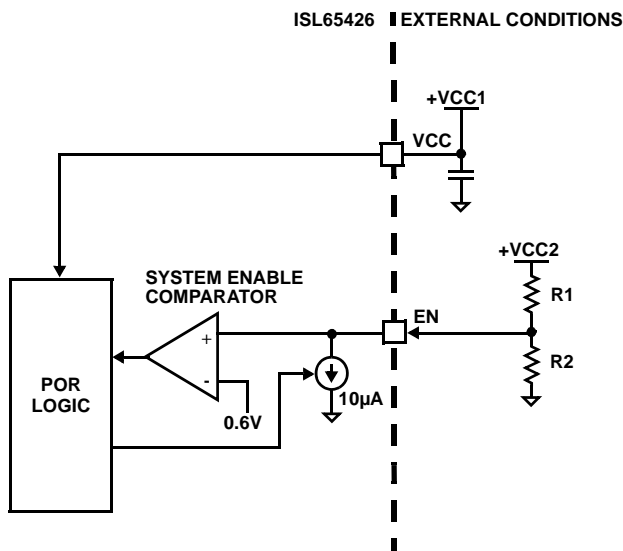 ISL65426
EXTERNAL CONDITIONS
+VCC1
VCC
+VCC2
SYSTEM ENABLE
COMPARATOR
R1
EN
+
R2
-
POR
LOGIC
10µA
0.6V